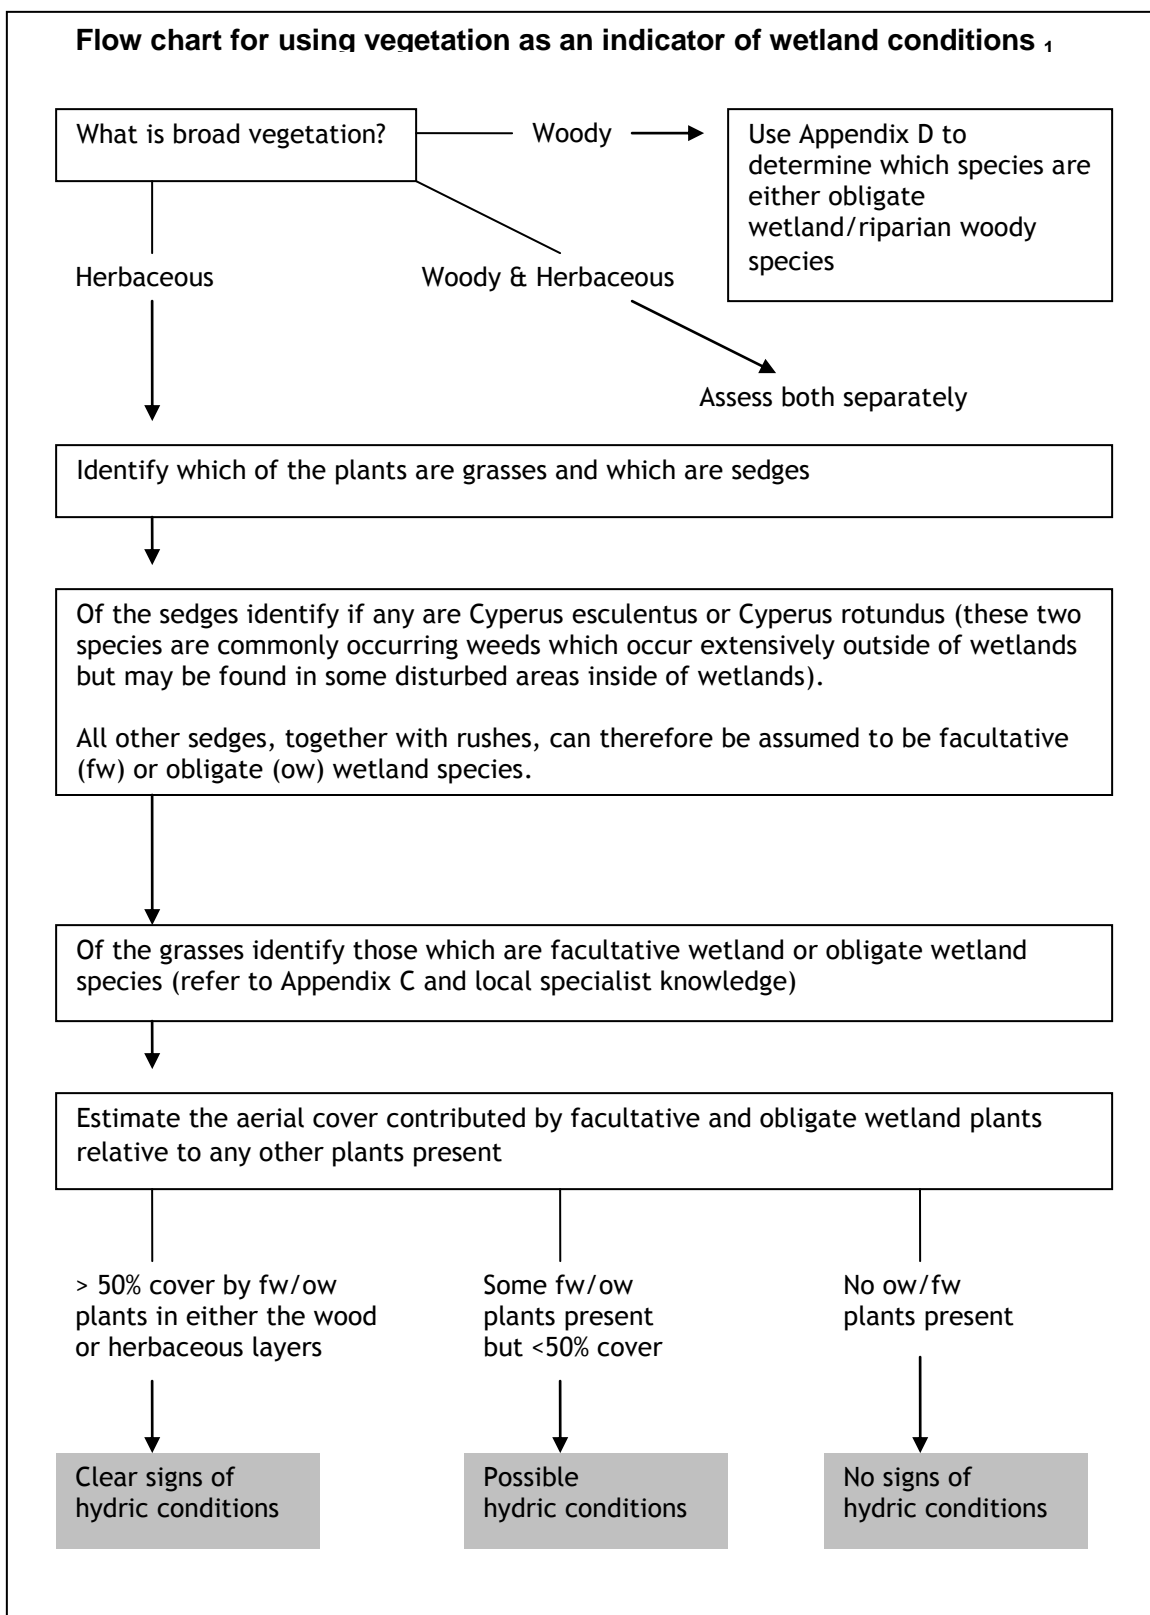 Flow chart for using vegetation as an indicator of wetland conditions 1
What is broad vegetation?
Woody
Use Appendix D to
determine which species are
either obligate
wetland/riparian woody
species
Herbaceous
Woody & Herbaceous
Assess both separately
Identify which of the plants are grasses and which are sedges
Of the sedges identify if any are Cyperus esculentus or Cyperus rotundus (these two
species are commonly occurring weeds which occur extensively outside of wetlands
but may be found in some disturbed areas inside of wetlands).
All other sedges, together with rushes, can therefore be assumed to be facultative
(fw) or obligate (ow) wetland species.
Of the grasses identify those which are facultative wetland or obligate wetland
species (refer to Appendix C and local specialist knowledge)
Estimate the aerial cover contributed by facultative and obligate wetland plants
relative to any other plants present
> 50% cover by fw/ow
plants in either the wood
or herbaceous layers
Some fw/ow
plants present
but <50% cover
No ow/fw
plants present
Clear signs of
hydric conditions
Possible
hydric conditions
No signs of
hydric conditions